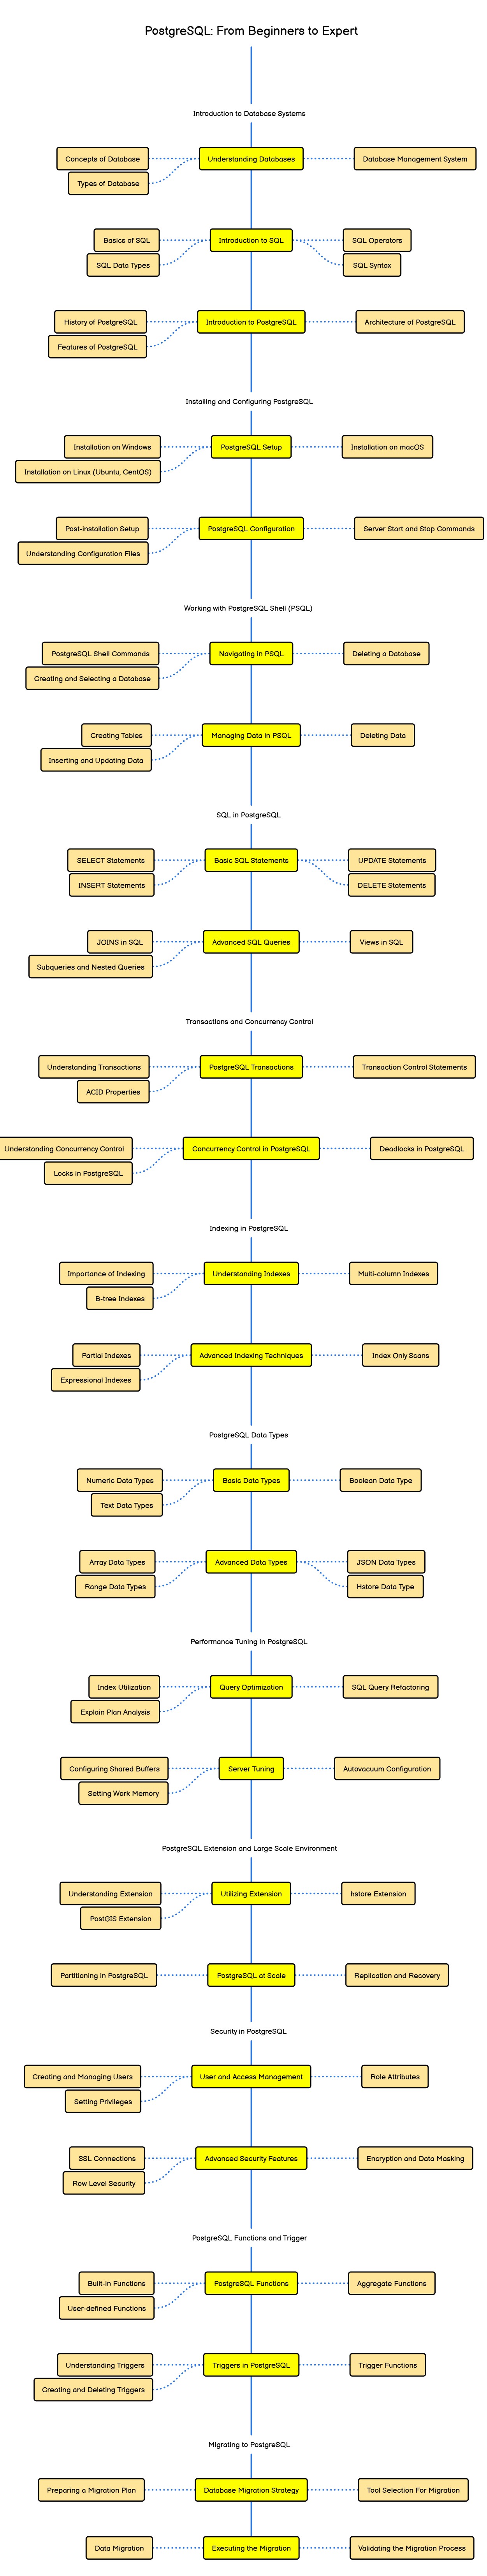 PostgreSQL: From Beginners to Expert
Introduction to Database Systems
Concepts of Database
Understanding Databases
Database Management System
Types of Database
Basics of SQL
Introduction to SQL
SQL Operators
SQL Data Types
SQL Syntax
History of PostgreSQL
Introduction to PostgreSQL
Architecture of PostgreSQL
Features of PostgreSQL
Installing and Configuring PostgreSQL
Installation on Windows
PostgreSQL Setup
Installation on macOS
Installation on Linux (Ubuntu, CentOS)
Post-installation Setup
PostgreSQL Configuration
Server Start and Stop Commands
Understanding Configuration Files
Working with PostgreSQL Shell (PSQL)
PostgreSQL Shell Commands
Navigating in PSQL
Deleting a Database
Creating and Selecting a Database
Creating Tables
Managing Data in PSQL
Deleting Data
Inserting and Updating Data
SQL in PostgreSQL
SELECT Statements
Basic SQL Statements
UPDATE Statements
INSERT Statements
DELETE Statements
JOINS in SQL
Advanced SQL Queries
Views in SQL
Subqueries and Nested Queries
Transactions and Concurrency Control
Understanding Transactions
PostgreSQL Transactions
Transaction Control Statements
ACID Properties
Understanding Concurrency Control
Concurrency Control in PostgreSQL
Deadlocks in PostgreSQL
Locks in PostgreSQL
Indexing in PostgreSQL
Importance of Indexing
Understanding Indexes
Multi-column Indexes
B-tree Indexes
Partial Indexes
Advanced Indexing Techniques
Index Only Scans
Expressional Indexes
PostgreSQL Data Types
Numeric Data Types
Basic Data Types
Boolean Data Type
Text Data Types
Array Data Types
Advanced Data Types
JSON Data Types
Range Data Types
Hstore Data Type
Performance Tuning in PostgreSQL
Index Utilization
Query Optimization
SQL Query Refactoring
Explain Plan Analysis
Configuring Shared Buffers
Server Tuning
Autovacuum Configuration
Setting Work Memory
PostgreSQL Extension and Large Scale Environment
Understanding Extension
Utilizing Extension
hstore Extension
PostGIS Extension
Partitioning in PostgreSQL
PostgreSQL at Scale
Replication and Recovery
Security in PostgreSQL
Creating and Managing Users
User and Access Management
Role Attributes
Setting Privileges
SSL Connections
Advanced Security Features
Encryption and Data Masking
Row Level Security
PostgreSQL Functions and Trigger
Built-in Functions
PostgreSQL Functions
Aggregate Functions
User-defined Functions
Understanding Triggers
Triggers in PostgreSQL
Trigger Functions
Creating and Deleting Triggers
Migrating to PostgreSQL
Preparing a Migration Plan
Database Migration Strategy
Tool Selection For Migration
Data Migration
Executing the Migration
Validating the Migration Process